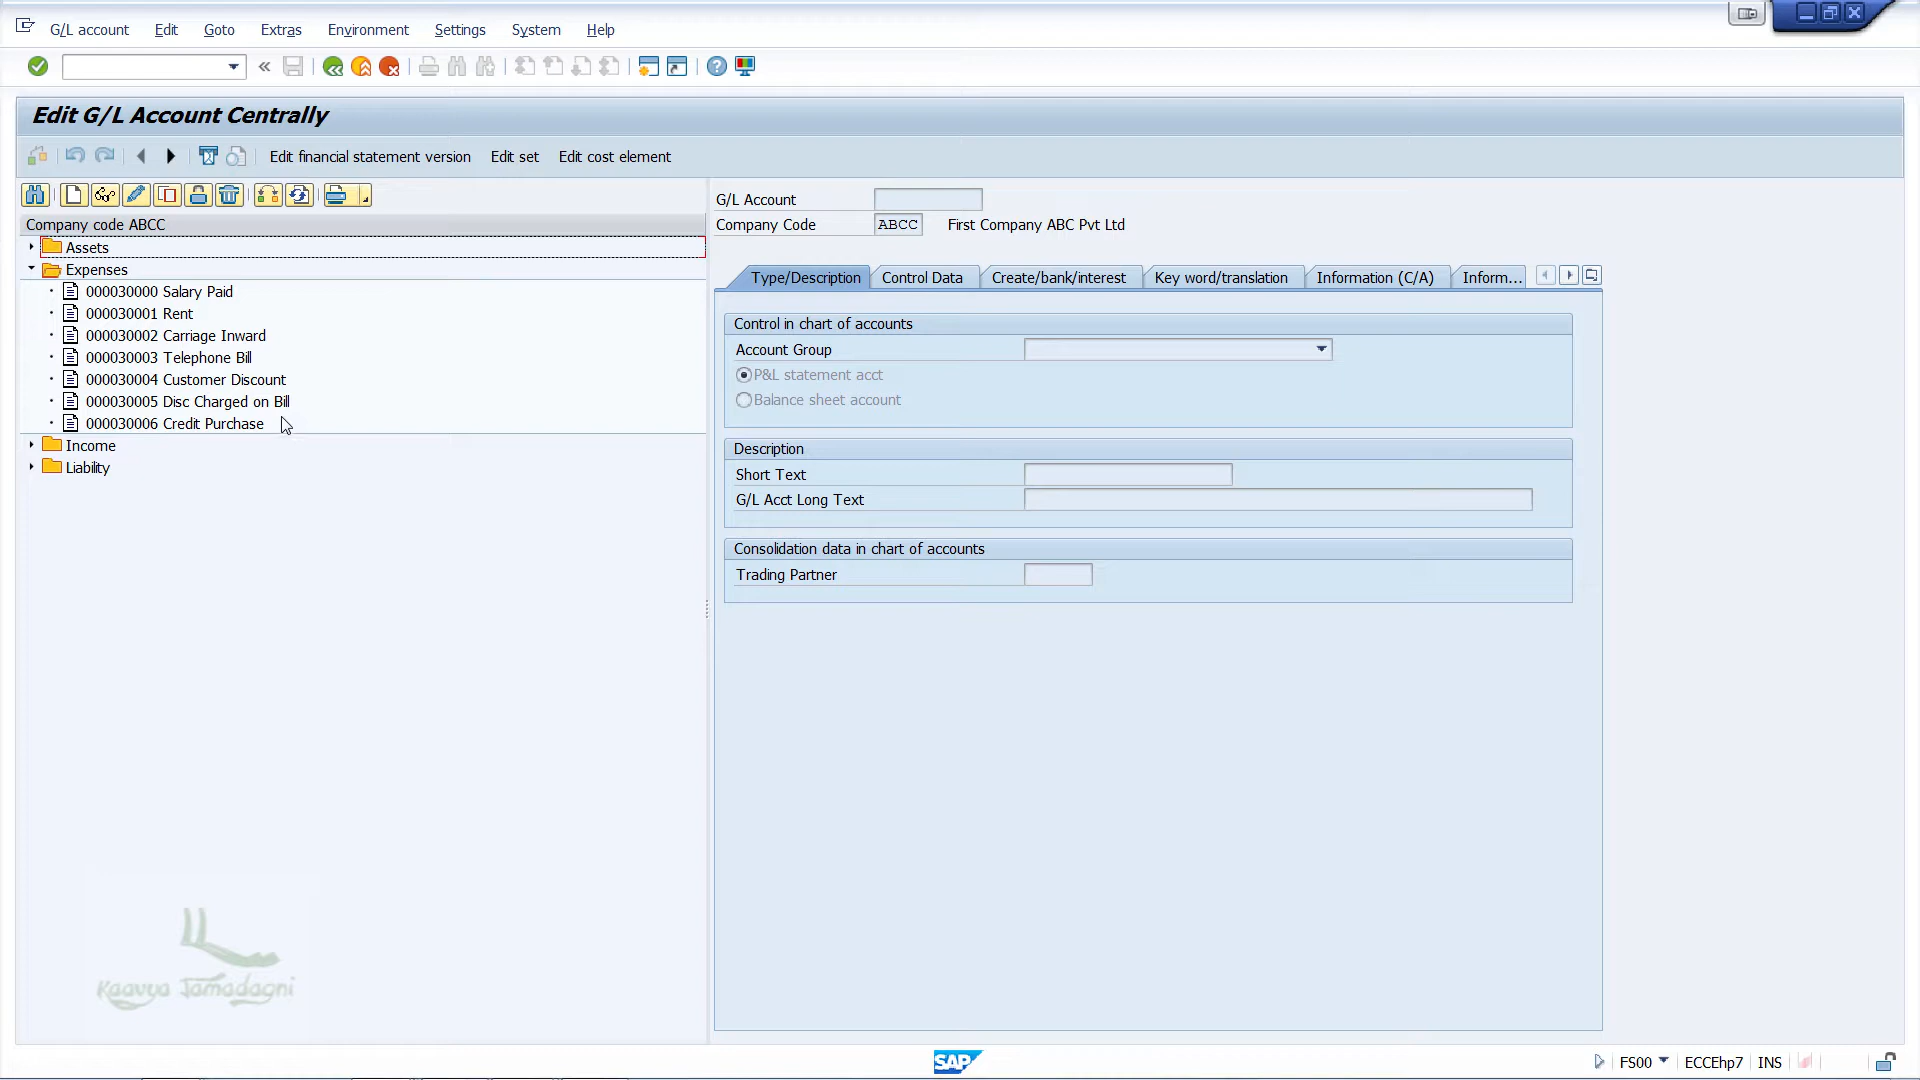 G/L account Edit Goto Extras Environment Settings System Help
Edit G/L Account Centrally
Edit financial statement version Edit set Edit cost element
Company code ABCC
Assets
Expenses
000030000 Salary Paid
000030001 Rent
000030002 Carriage Inward
000030003 Telephone Bill
000030004 Customer Discount
000030005 Disc Charged on Bill
000030006 Credit Purchase
Income
Liability
G/L Account
Company Code ABCC First Company ABC Pvt Ltd
Type/Description Control Data Create/bank/interest Key word/translation Information (C/A) Inform...
Control in chart of accounts
Account Group
P&L statement acct
Balance sheet account
Description
Short Text
G/L Acct Long Text
Consolidation data in chart of accounts
Trading Partner
Kaavya Jamadagni
SAP
FS00 ECCEhp7 INS